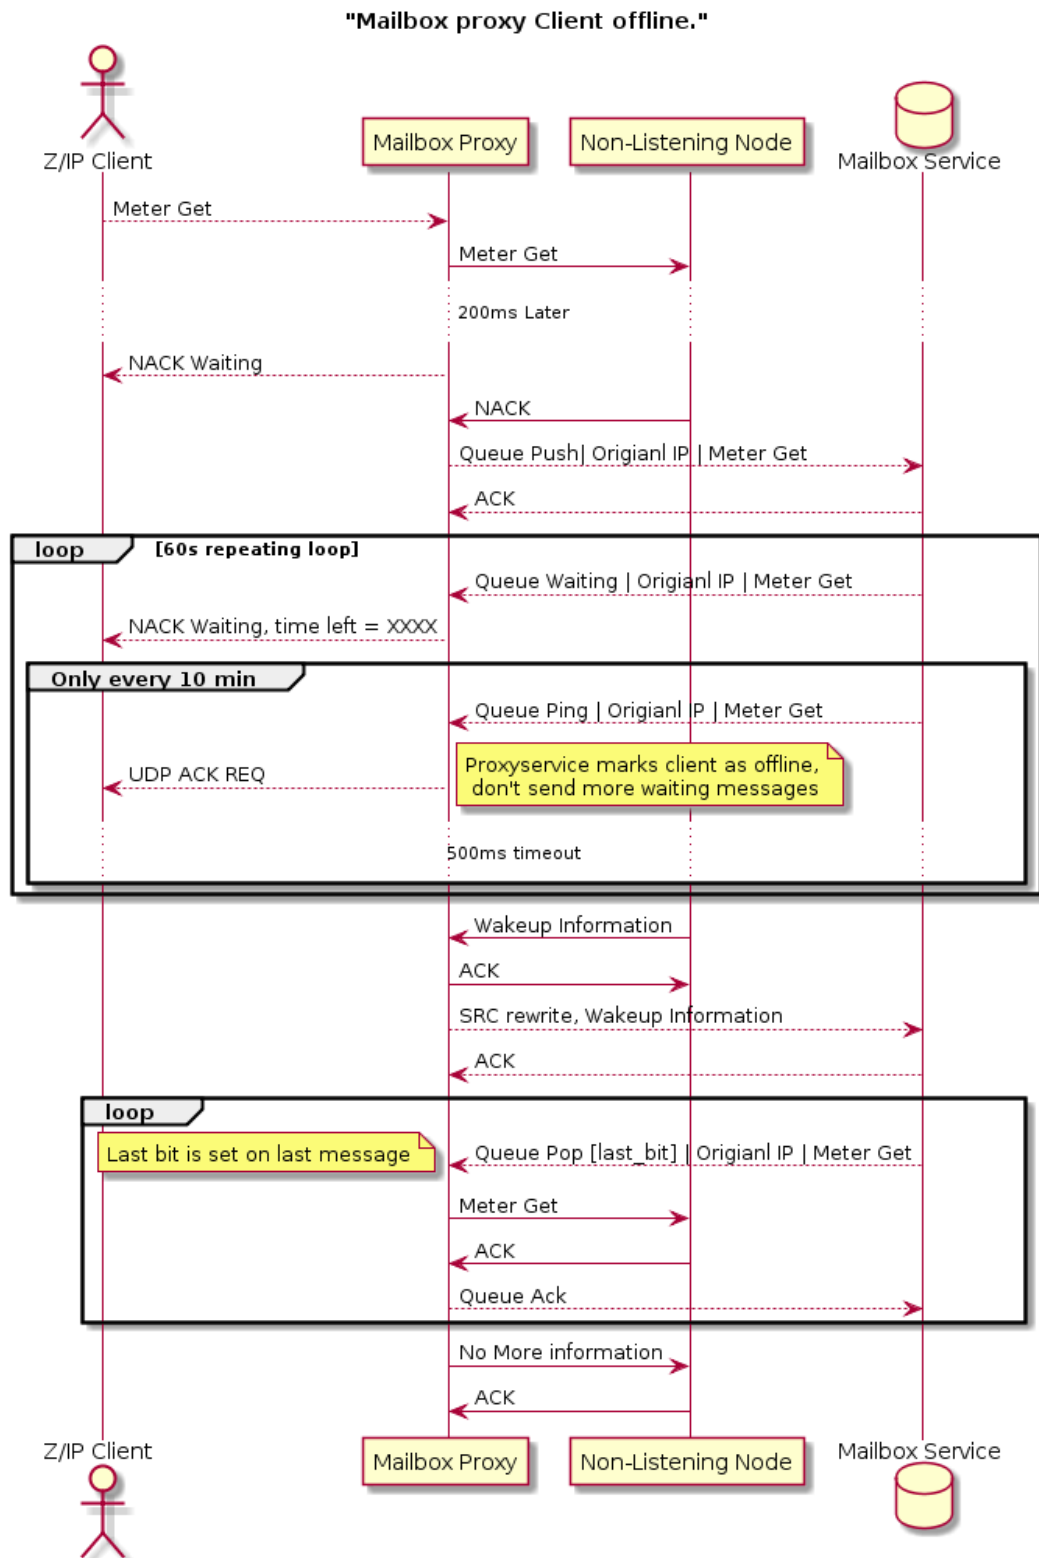 "Mailbox proxy Client offline."
Z/IP Client
Mailbox Proxy
Non-Listening Node
Mailbox Service
Meter Get
Meter Get
200ms Later
NACK Waiting
NACK
Queue Push| Origianl IP | Meter Get
ACK
loop [60s repeating loop]
Queue Waiting | Origianl IP | Meter Get
NACK Waiting, time left = XXXX
Only every 10 min
Queue Ping | Origianl IP | Meter Get
UDP ACK REQ
Proxyservice marks client as offline,
don't send more waiting messages
500ms timeout
Wakeup Information
ACK
SRC rewrite, Wakeup Information
ACK
loop
Last bit is set on last message
Queue Pop [last_bit] | Origianl IP | Meter Get
Meter Get
ACK
Queue Ack
No More information
ACK
Z/IP Client
Mailbox Proxy
Non-Listening Node
Mailbox Service